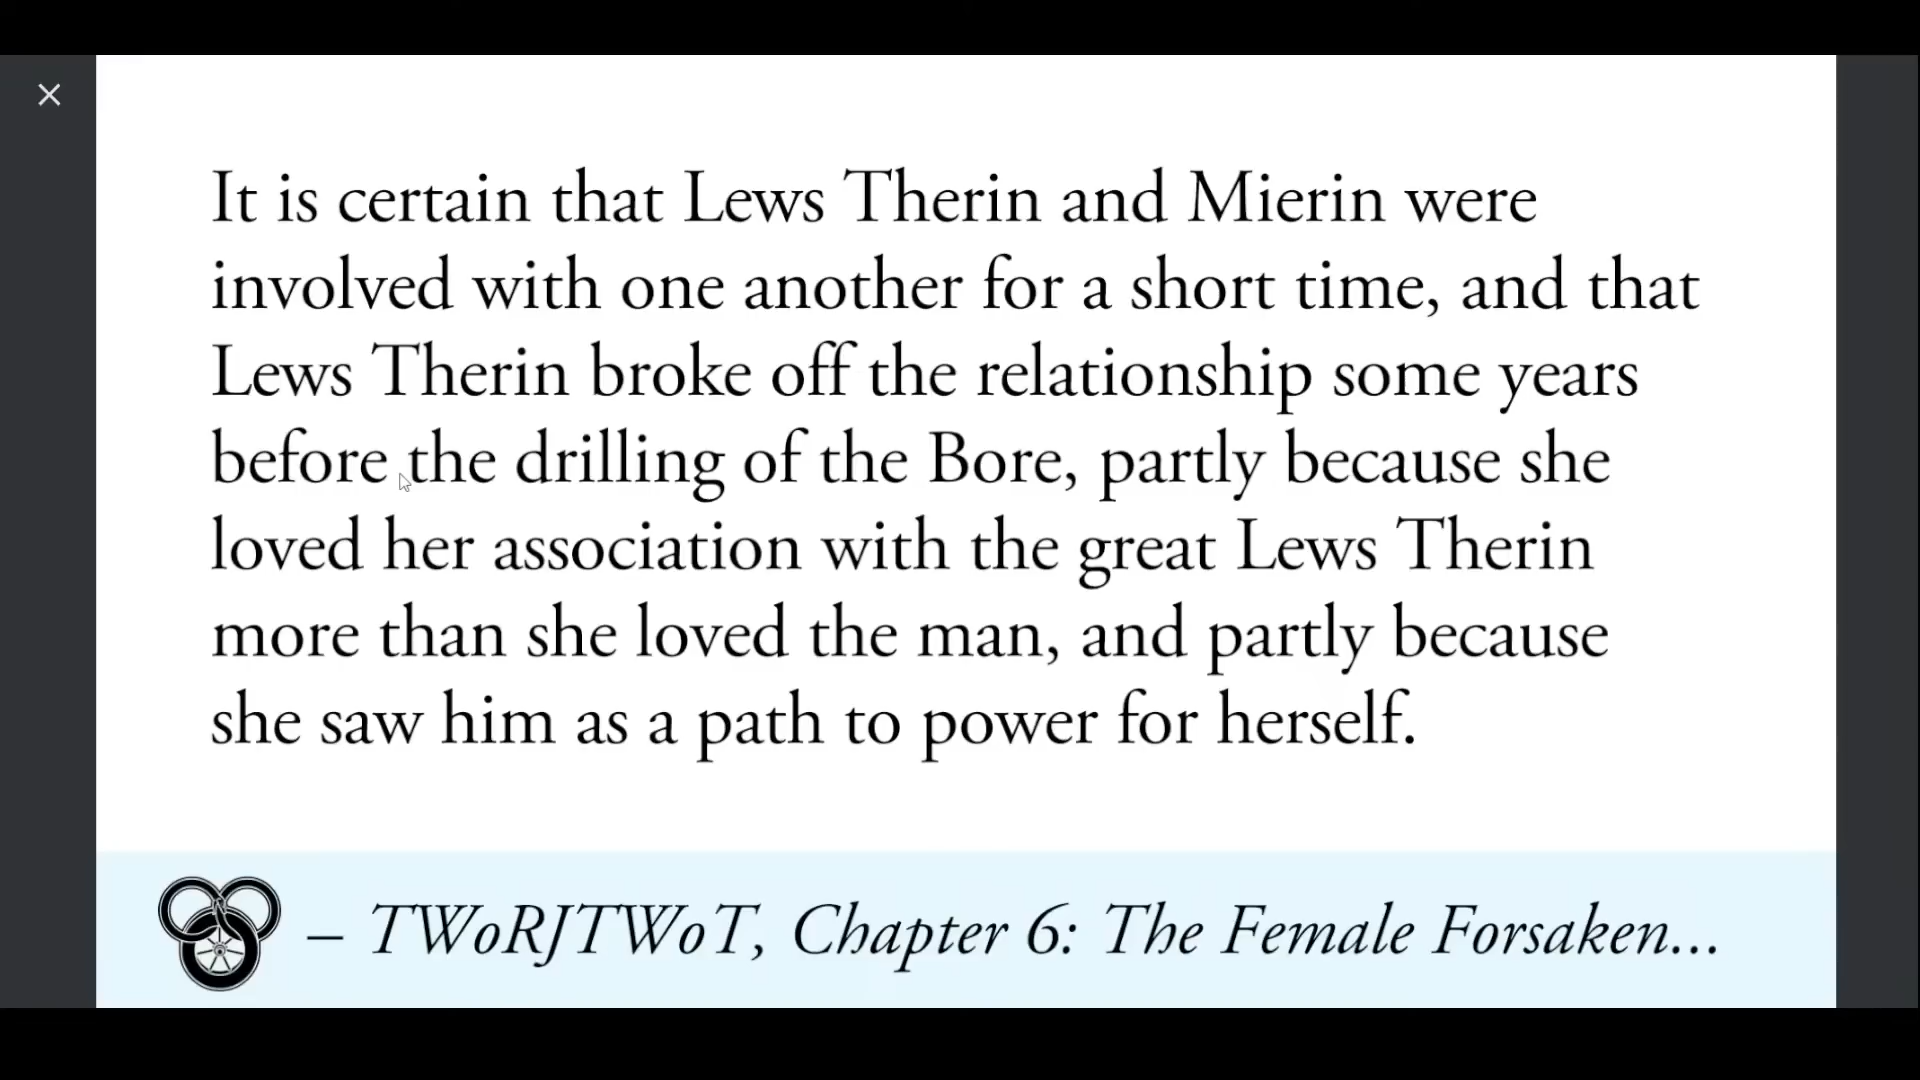 It is certain that Lews Therin and Mierin were
involved with one another for a short time, and that
Lews Therin broke off the relationship some years
before the drilling of the Bore, partly because she
loved her association with the great Lews Therin
more than she loved the man, and partly because
she saw him as a path to power for herself.
– TWoRJTWoT, Chapter 6: The Female Forsaken...